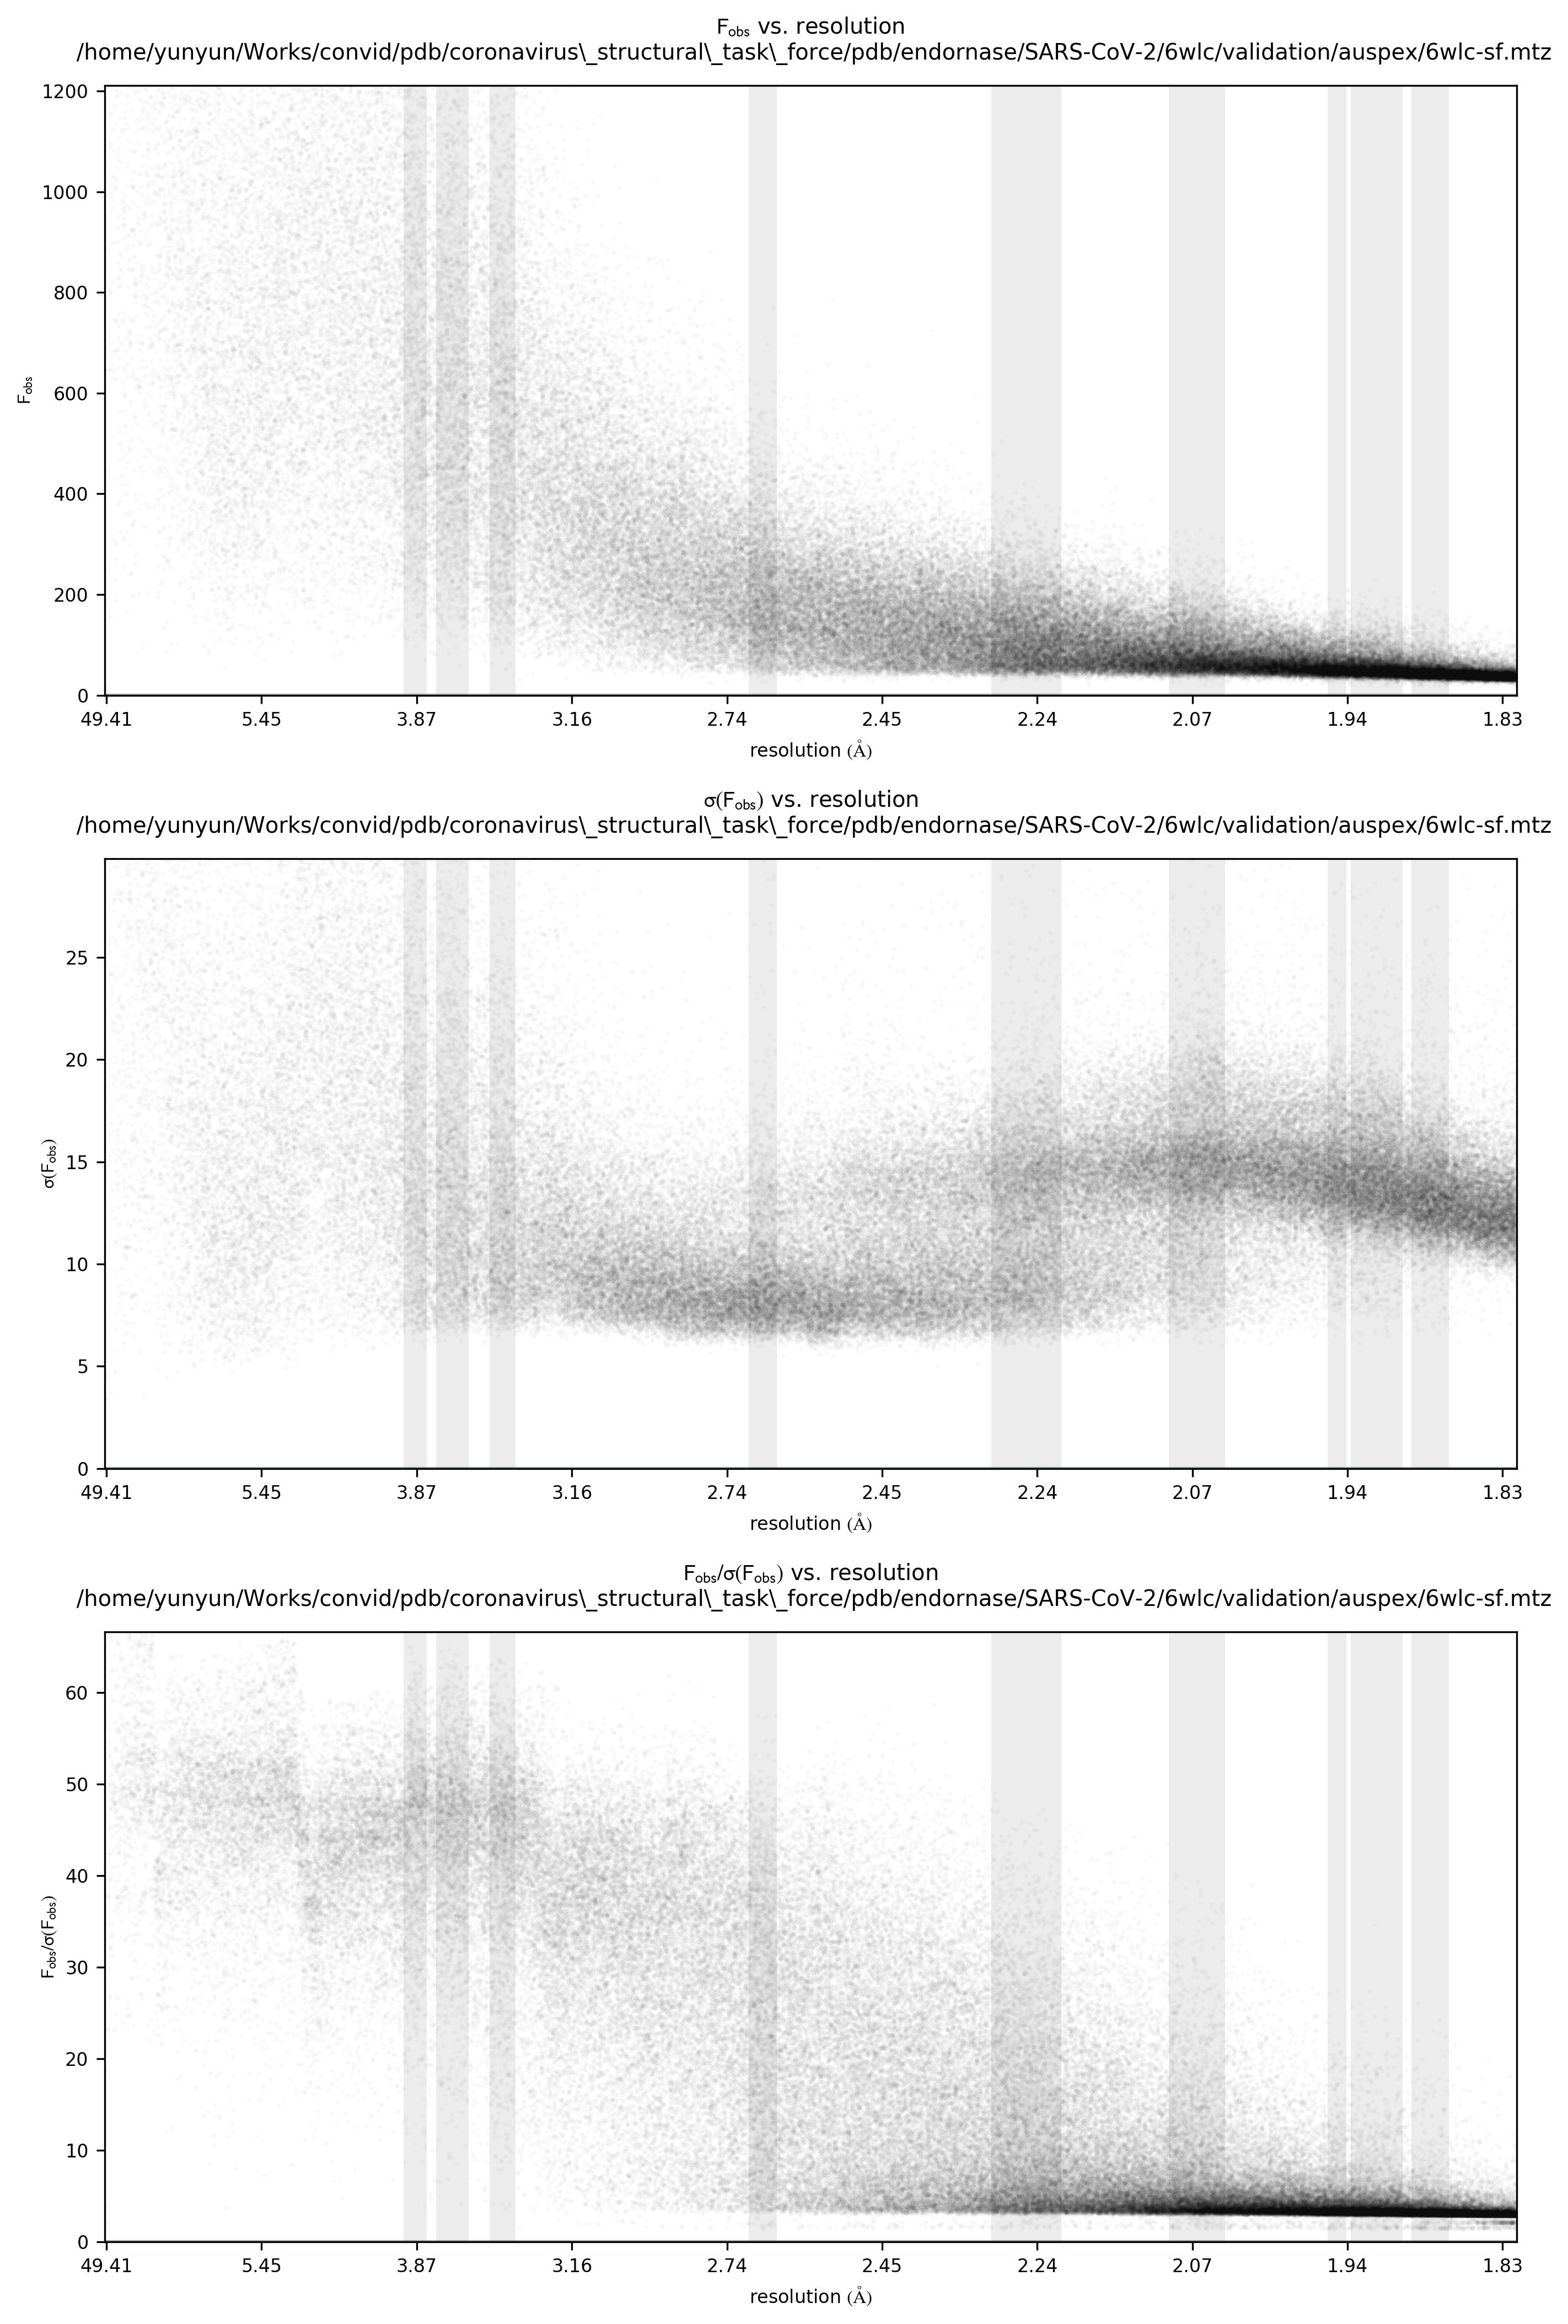 Fobs vs. resolution
/home/yunyun/Works/convid/pdb/coronavirus\_structural\_task\_force/pdb/endornase/SARS-CoV-2/6wlc/validation/auspex/6wlc-sf.mtz
1200
1000
800
600
400
200
0
Fobs
49.41 5.45 3.87 3.16 2.74 2.45 2.24 2.07 1.94 1.83
resolution (Å)
σ(Fobs) vs. resolution
/home/yunyun/Works/convid/pdb/coronavirus\_structural\_task\_force/pdb/endornase/SARS-CoV-2/6wlc/validation/auspex/6wlc-sf.mtz
25
20
15
10
5
0
σ(Fobs)
49.41 5.45 3.87 3.16 2.74 2.45 2.24 2.07 1.94 1.83
resolution (Å)
Fobs/σ(Fobs) vs. resolution
/home/yunyun/Works/convid/pdb/coronavirus\_structural\_task\_force/pdb/endornase/SARS-CoV-2/6wlc/validation/auspex/6wlc-sf.mtz
60
50
40
30
20
10
0
Fobs/σ(Fobs)
49.41 5.45 3.87 3.16 2.74 2.45 2.24 2.07 1.94 1.83
resolution (Å)